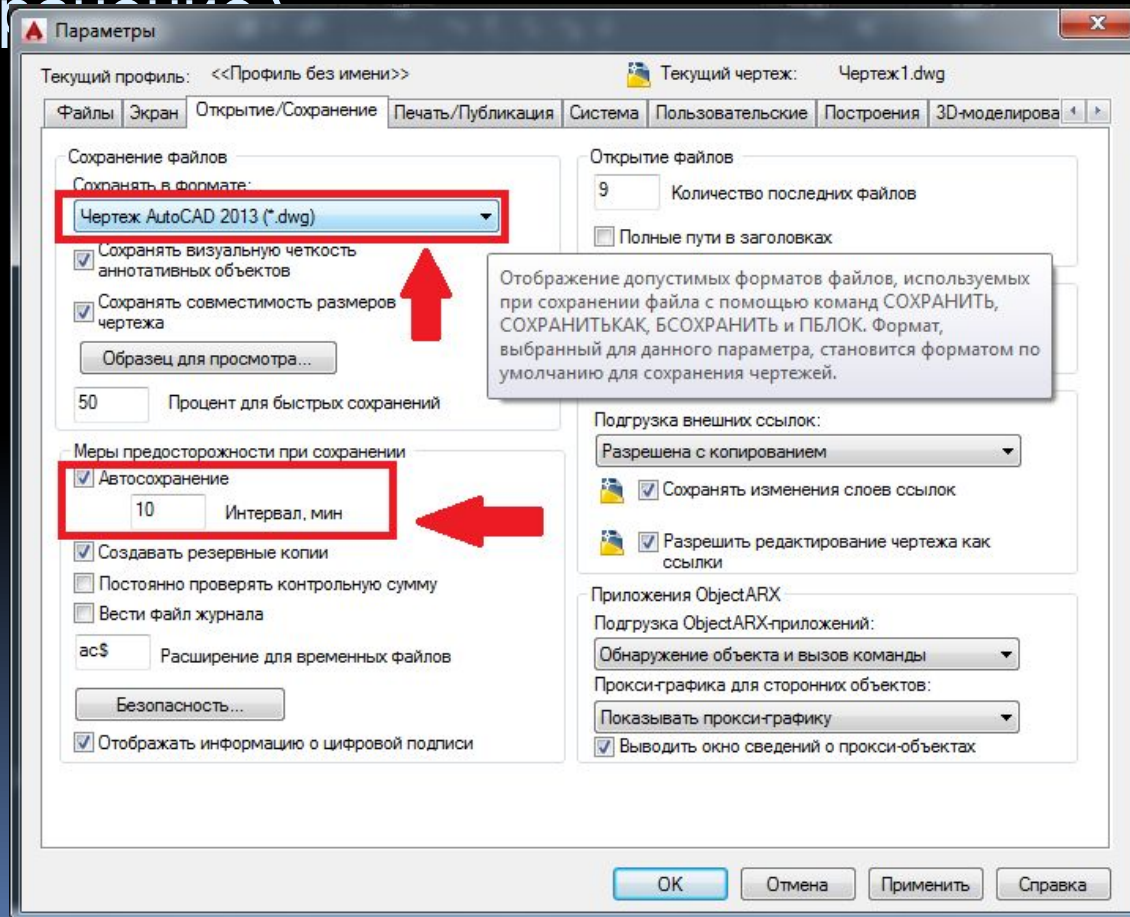 Параметры
Текущий профиль: <<Профиль без имени>>
Текущий чертеж: Чертеж1.dwg
Файлы Экран Открытие/Сохранение Печать/Публикация Система Пользовательские Построения 3D-моделирова
Сохранение файлов
Сохранять в формате:
Чертеж AutoCAD 2013 (*.dwg)
Сохранять визуальную четкость
аннотативных объектов
Сохранять совместимость размеров
чертежа
Образец для просмотра...
50 Процент для быстрых сохранений
Меры предосторожности при сохранении
Автосохранение
10 Интервал, мин
Создавать резервные копии
Постоянно проверять контрольную сумму
Вести файл журнала
ac$ Расширение для временных файлов
Безопасность...
Отображать информацию о цифровой подписи
Открытие файлов
9 Количество последних файлов
Полные пути в заголовках
Отображение допустимых форматов файлов, используемых
при сохранении файла с помощью команд СОХРАНИТЬ,
СОХРАНИТЬКАК, БСОХРАНИТЬ и ПБЛОК. Формат,
выбранный для данного параметра, становится форматом по
умолчанию для сохранения чертежей.
Подгрузка внешних ссылок:
Разрешена с копированием
Сохранять изменения слоев ссылок
Разрешить редактирование чертежа как
ссылки
Приложения ObjectARX
Подгрузка ObjectARX-приложений:
Обнаружение объекта и вызов команды
Прокси-графика для сторонних объектов:
Показывать прокси-графику
Выводить окно сведений о прокси-объектах
OK Отмена Применить Справка